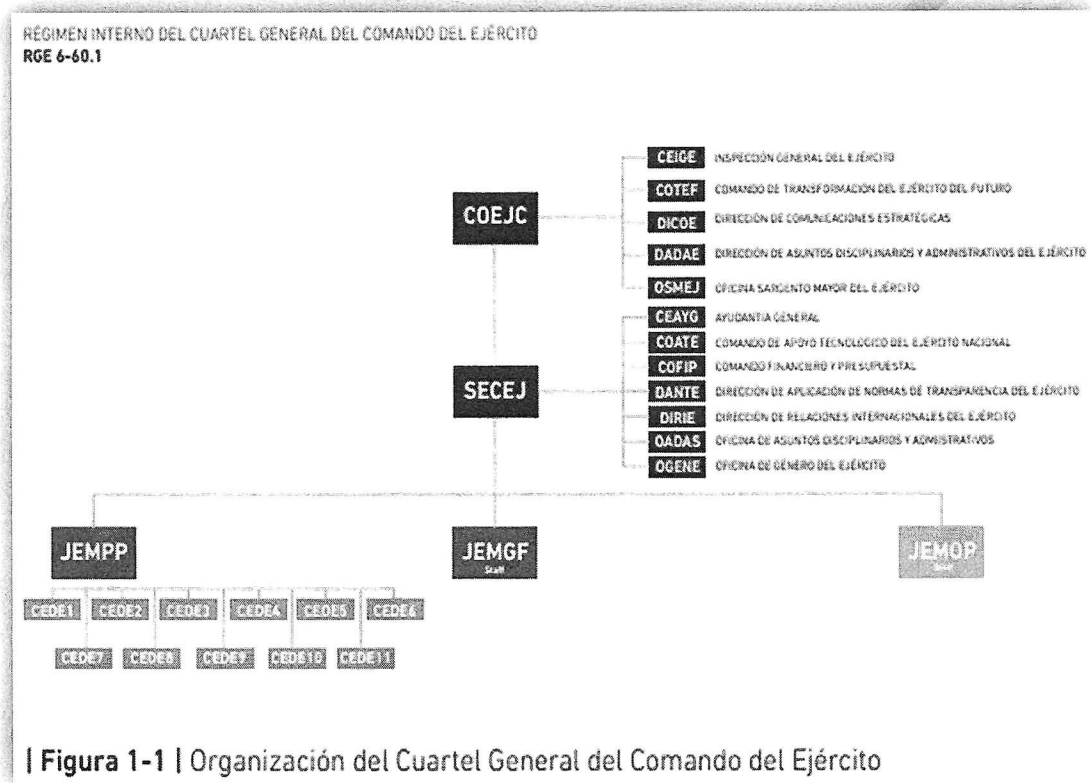 RÉGIMEN INTERNO DEL CUARTEL GENERAL DEL COMANDO DEL EJÉRCITO
RGE 6-60.1
COEJC
CEIGE INSPECCIÓN GENERAL DEL EJÉRCITO
COTEF COMANDO DE TRANSFORMACIÓN DEL EJÉRCITO DEL FUTURO
DICOE DIRECCIÓN DE COMUNICACIONES ESTRATÉGICAS
DADAE DIRECCIÓN DE ASUNTOS DISCIPLINARIOS Y ADMINISTRATIVOS DEL EJÉRCITO
OSMEJ OFICINA SARGENTO MAYOR DEL EJÉRCITO
SECEJ
CEAYG AYUDANTÍA GENERAL
COATE COMANDO DE APOYO TECNOLÓGICO DEL EJÉRCITO NACIONAL
COFIP COMANDO FINANCIERO Y PRESUPUESTAL
DANTE DIRECCIÓN DE APLICACIÓN DE NORMAS DE TRANSPARENCIA DEL EJÉRCITO
DIRIE DIRECCIÓN DE RELACIONES INTERNACIONALES DEL EJÉRCITO
OADAS OFICINA DE ASUNTOS DISCIPLINARIOS Y ADMISTRATIVOS
OGENE OFICINA DE GÉNERO DEL EJÉRCITO
JEMPP
JEMGF
Staff
JEMOP
Staff
CEDE1 CEDE2 CEDE3 CEDE4 CEDE5 CEDE6
CEDE7 CEDE8 CEDE9 CEDE10 CEDE11
| Figura 1-1 | Organización del Cuartel General del Comando del Ejército